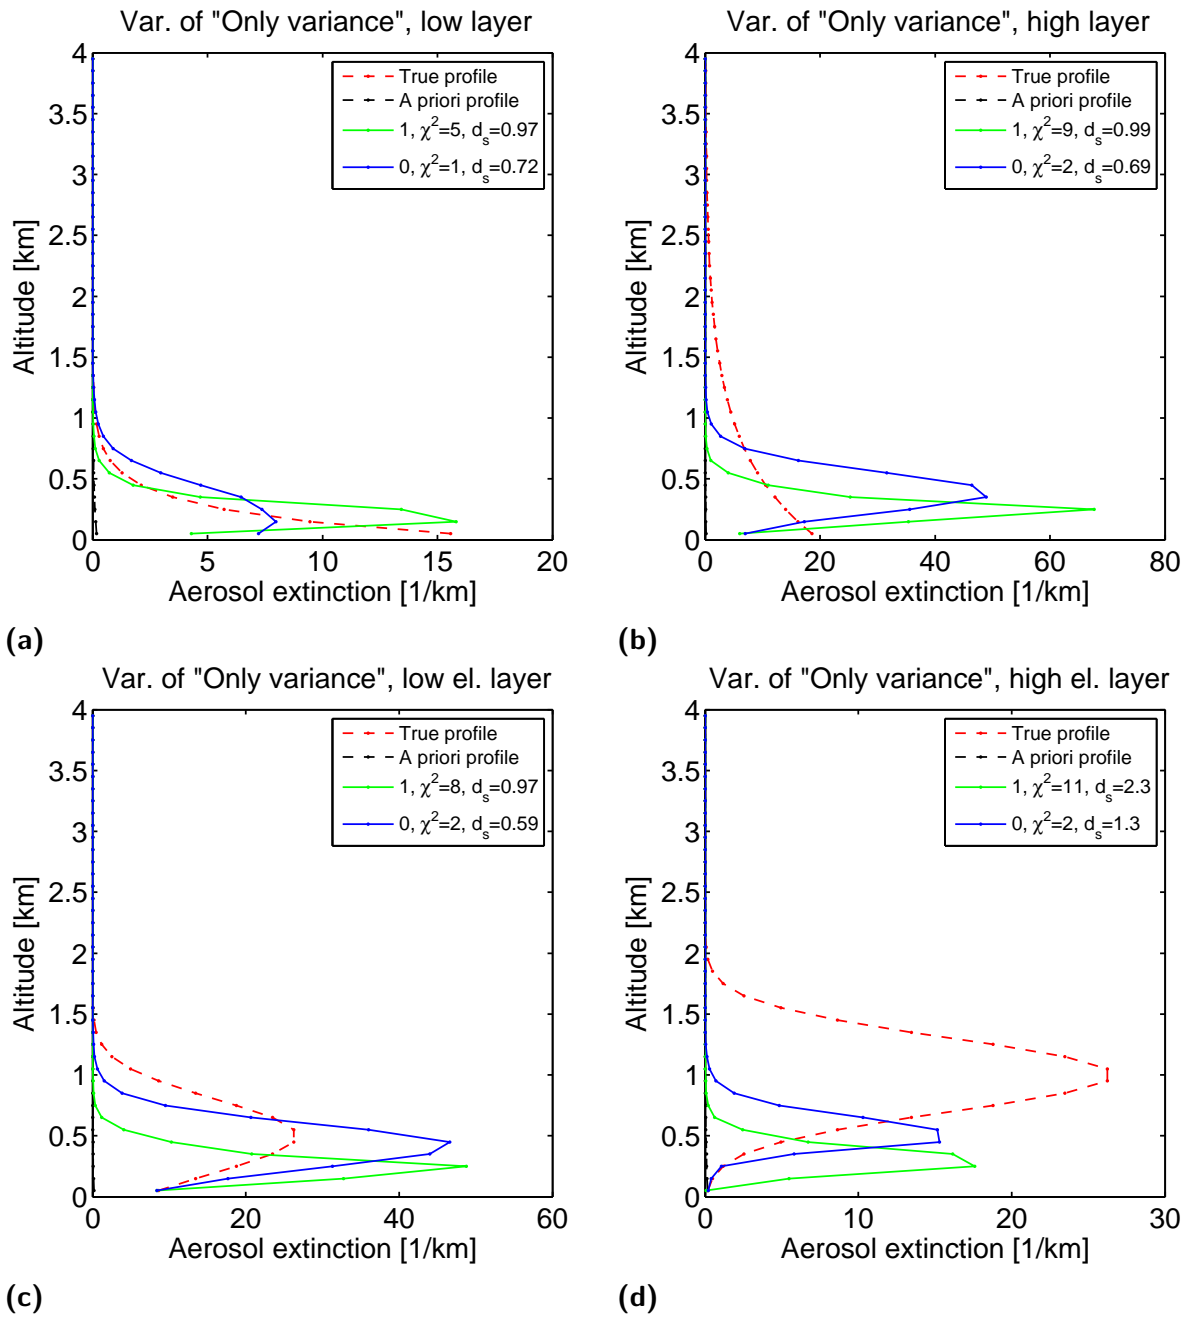 Var. of "Only variance", low layer
4
3.5
3
2.5
2
1.5
1
0.5
0
Altitude [km]
True profile
A priori profile
1, χ²=5, d_s=0.97
0, χ²=1, d_s=0.72
0 5 10 15 20
Aerosol extinction [1/km]
(a)
Var. of "Only variance", high layer
4
3.5
3
2.5
2
1.5
1
0.5
0
Altitude [km]
True profile
A priori profile
1, χ²=9, d_s=0.99
0, χ²=2, d_s=0.69
0 20 40 60 80
Aerosol extinction [1/km]
(b)
Var. of "Only variance", low el. layer
4
3.5
3
2.5
2
1.5
1
0.5
0
Altitude [km]
True profile
A priori profile
1, χ²=8, d_s=0.97
0, χ²=2, d_s=0.59
0 20 40 60
Aerosol extinction [1/km]
(c)
Var. of "Only variance", high el. layer
4
3.5
3
2.5
2
1.5
1
0.5
0
Altitude [km]
True profile
A priori profile
1, χ²=11, d_s=2.3
0, χ²=2, d_s=1.3
0 10 20 30
Aerosol extinction [1/km]
(d)